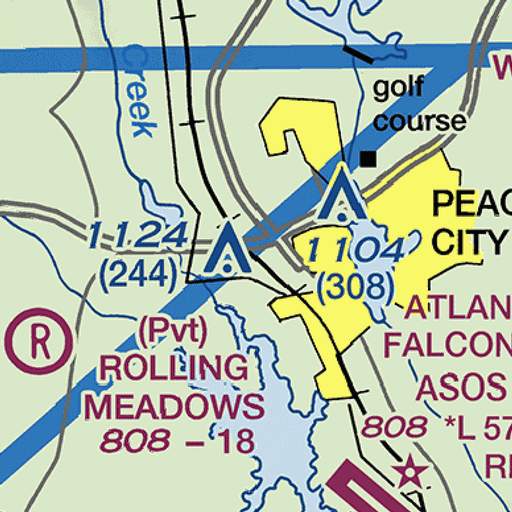 Creek
W
golf
course
PEAC
CITY
1124
(244)
1104
(308)
R
(Pvt)
ROLLING
MEADOWS
808 – 18
ATLAN
FALCON
ASOS
808 *L 57
RI